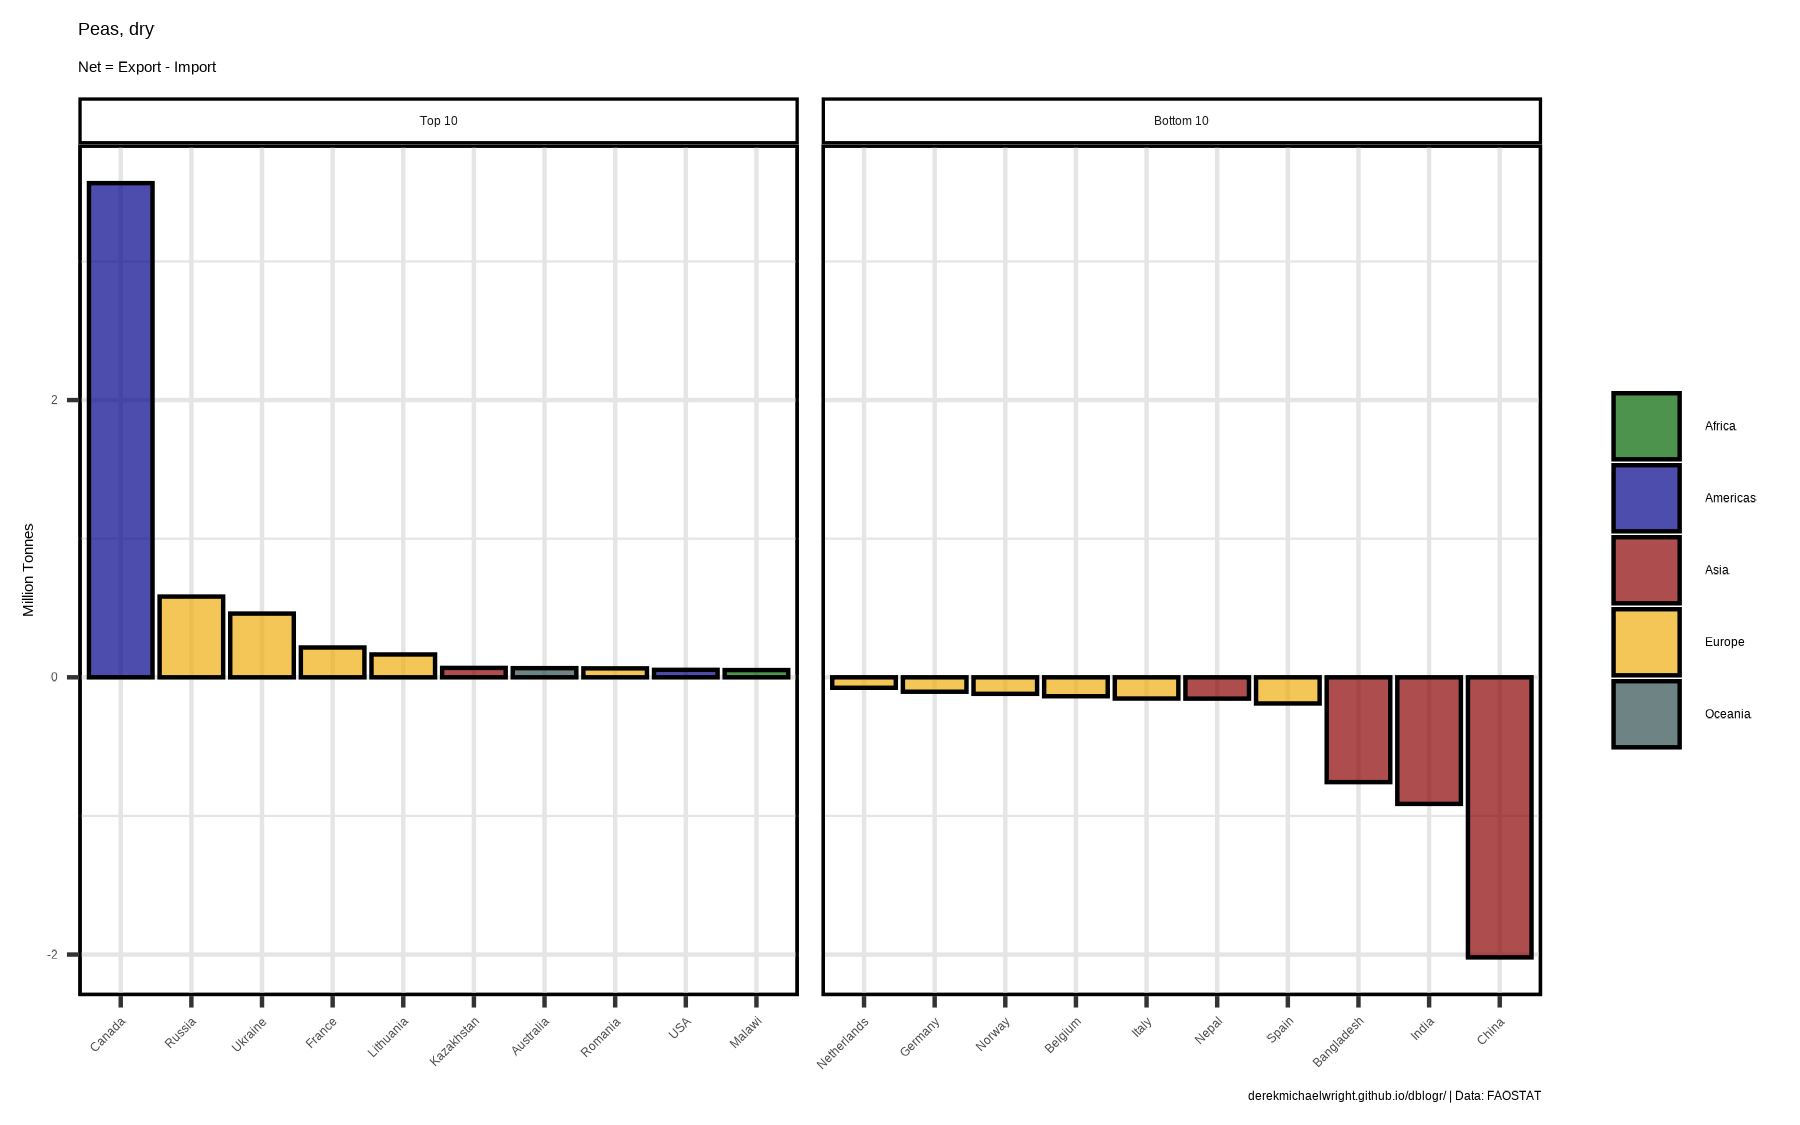 Peas, dry
Net = Export - Import
Top 10
Bottom 10
Million Tonnes
2
0
-2
Canada
Russia
Ukraine
France
Lithuania
Kazakhstan
Australia
Romania
USA
Malawi
Netherlands
Germany
Norway
Belgium
Italy
Nepal
Spain
Bangladesh
India
China
Africa
Americas
Asia
Europe
Oceania
derekmichaelwright.github.io/dblogr/ | Data: FAOSTAT